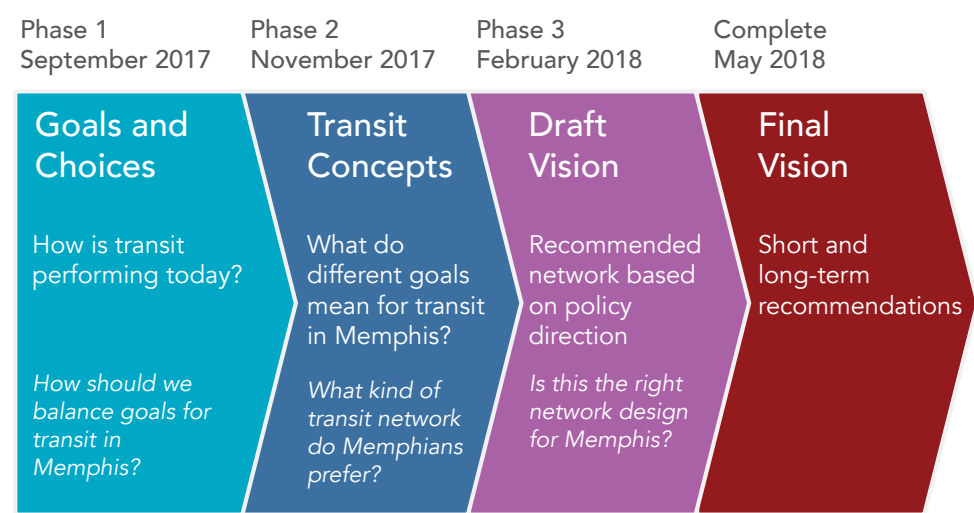 Phase 1
September 2017
Phase 2
November 2017
Phase 3
February 2018
Complete
May 2018
Goals and
Choices
How is transit
performing today?
How should we
balance goals for
transit in
Memphis?
Transit
Concepts
What do
different goals
mean for transit
in Memphis?
What kind of
transit network
do Memphians
prefer?
Draft
Vision
Recommended
network based
on policy
direction
Is this the right
network design
for Memphis?
Final
Vision
Short and
long-term
recommendations